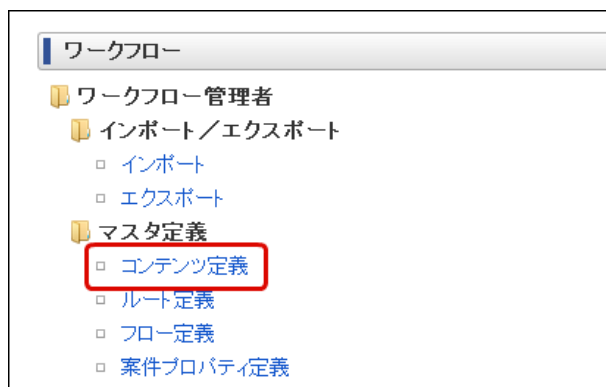 ワークフロー
ワークフロー管理者
インポート／エクスポート
インポート
エクスポート
マスタ定義
コンテンツ定義
ルート定義
フロー定義
案件プロパティ定義